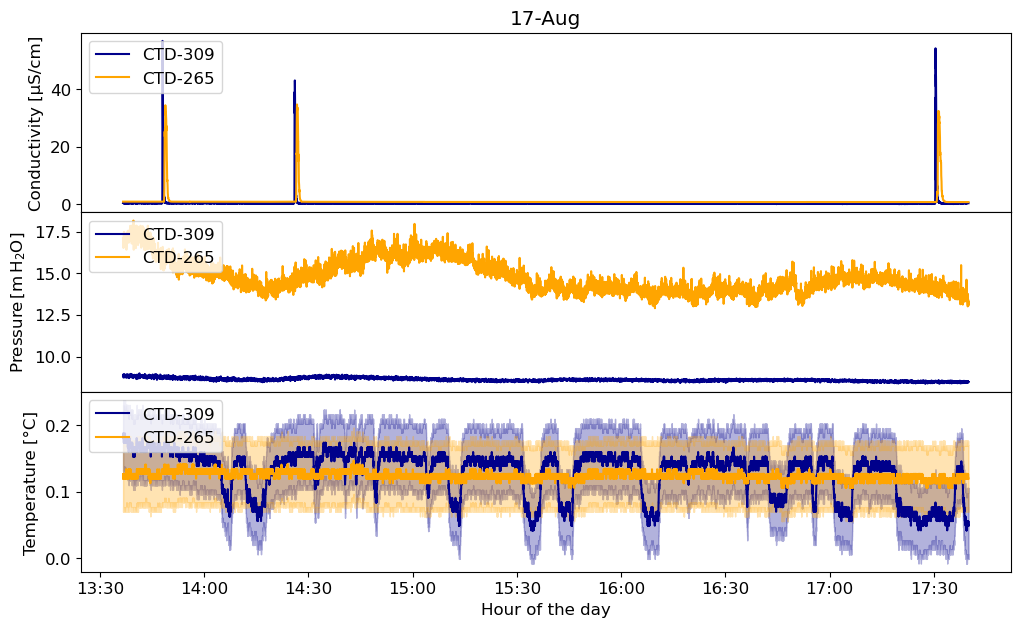 17-Aug
Conductivity [µS/cm]
40
20
0
CTD-309
CTD-265
Pressure [m H₂O]
17.5
15.0
12.5
10.0
CTD-309
CTD-265
Temperature [°C]
0.2
0.1
0.0
CTD-309
CTD-265
13:30 14:00 14:30 15:00 15:30 16:00 16:30 17:00 17:30
Hour of the day